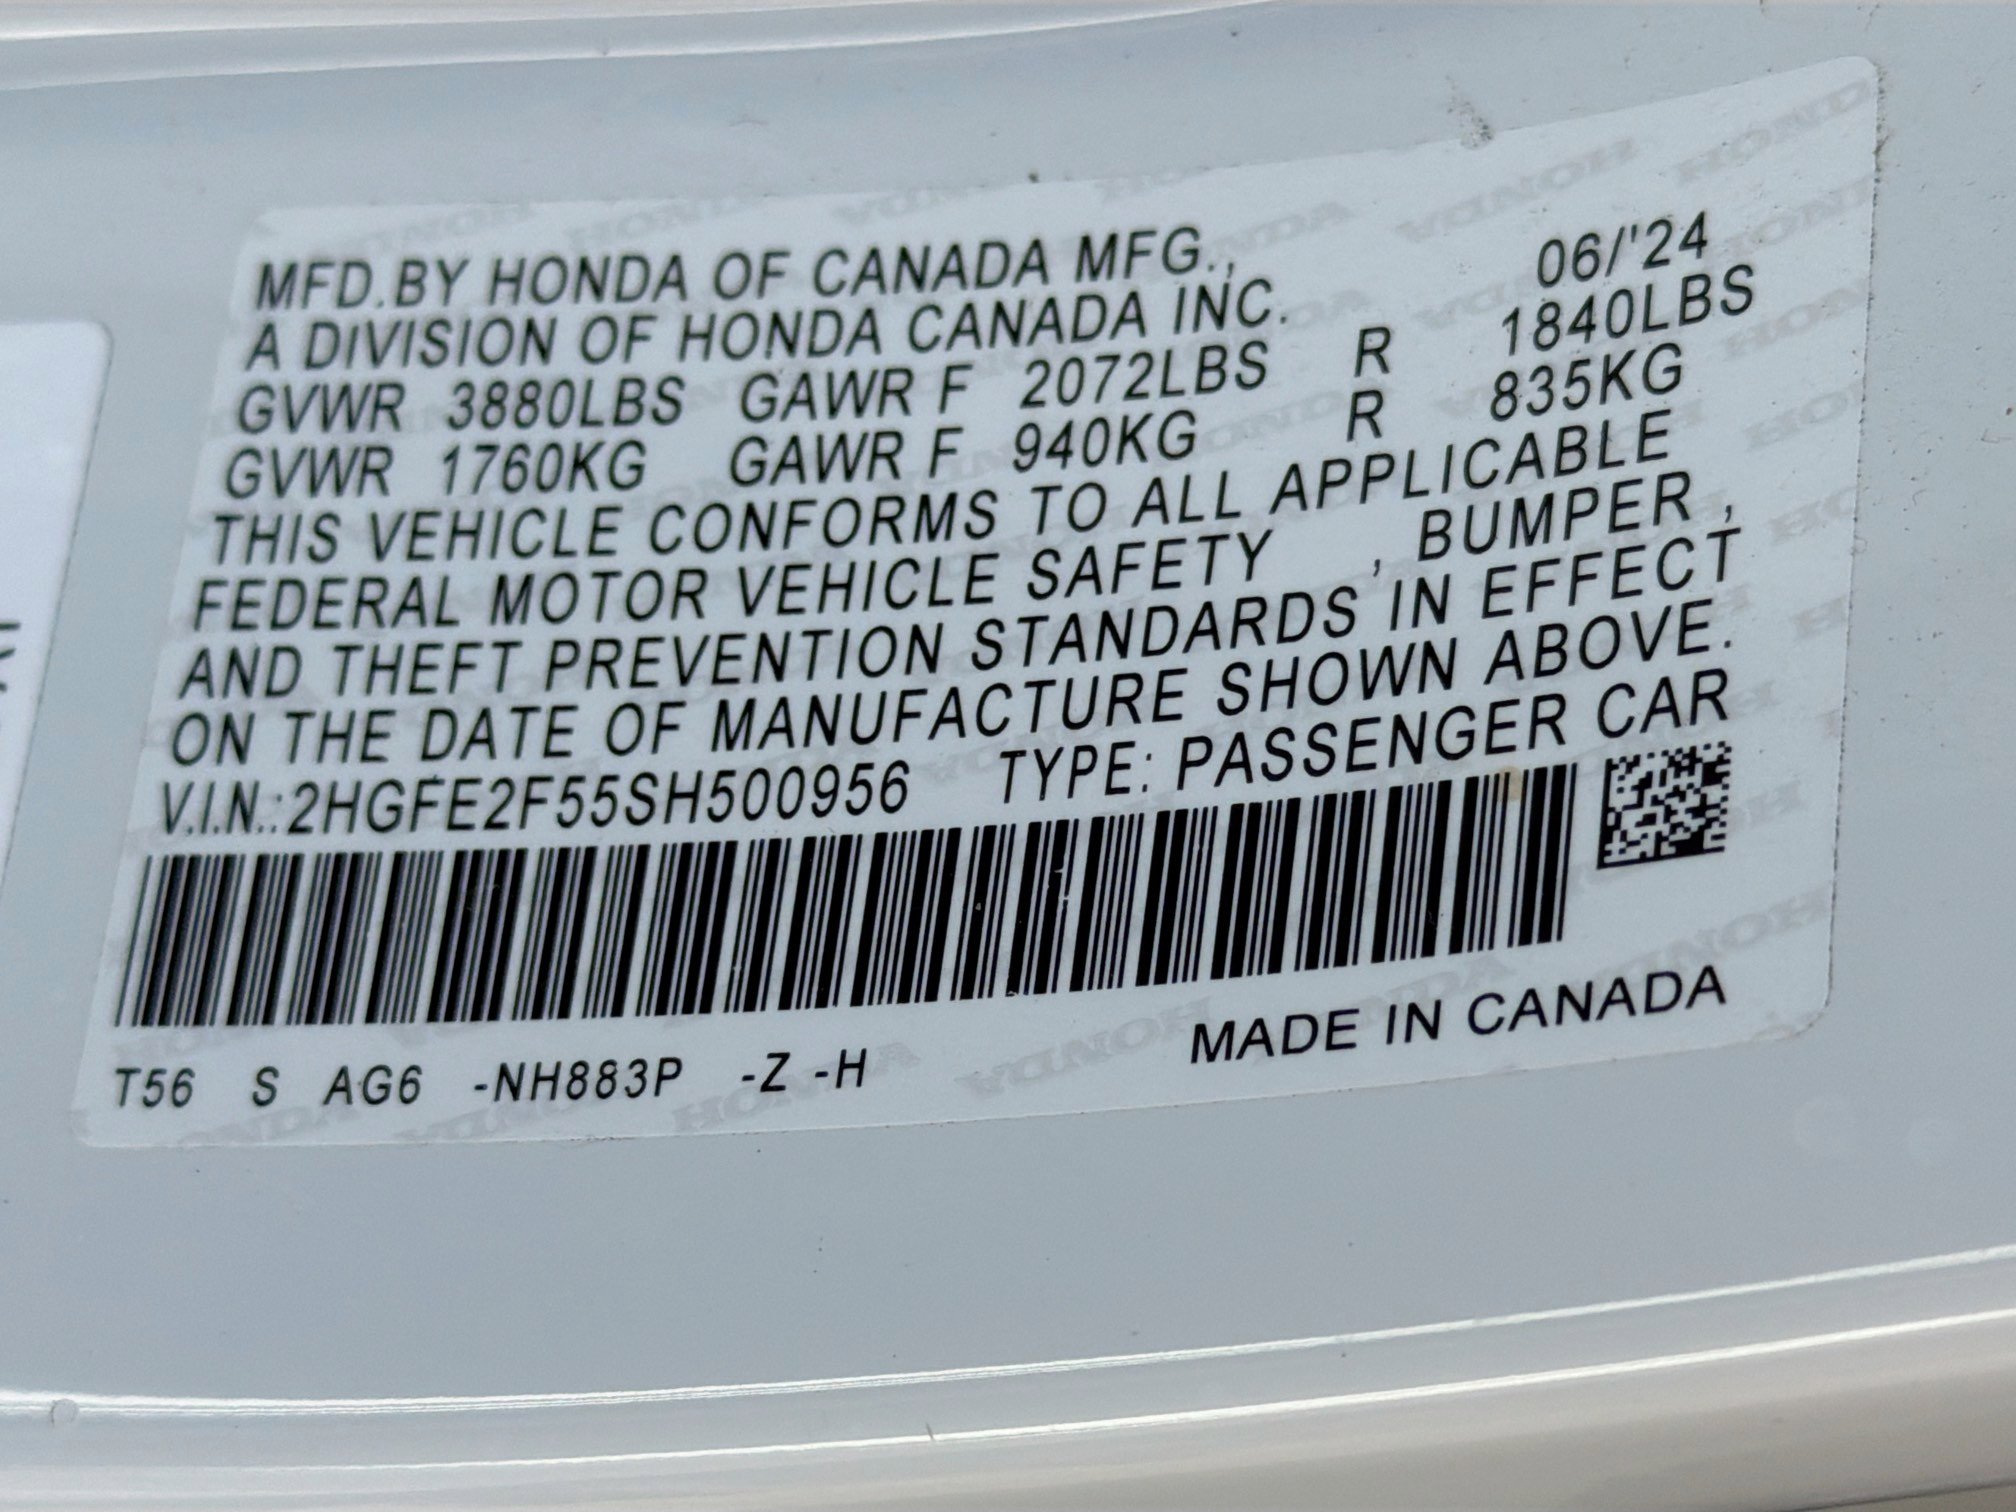 MFD.BY HONDA OF CANADA MFG., 06/'24
A DIVISION OF HONDA CANADA INC.
GVWR 3880LBS GAWR F 2072LBS R 1840LBS
GVWR 1760KG GAWR F 940KG R 835KG
THIS VEHICLE CONFORMS TO ALL APPLICABLE
FEDERAL MOTOR VEHICLE SAFETY , BUMPER ,
AND THEFT PREVENTION STANDARDS IN EFFECT
ON THE DATE OF MANUFACTURE SHOWN ABOVE.
V.I.N.:2HGFE2F55SH500956 TYPE: PASSENGER CAR
MADE IN CANADA
T56 S AG6 -NH883P -Z -H